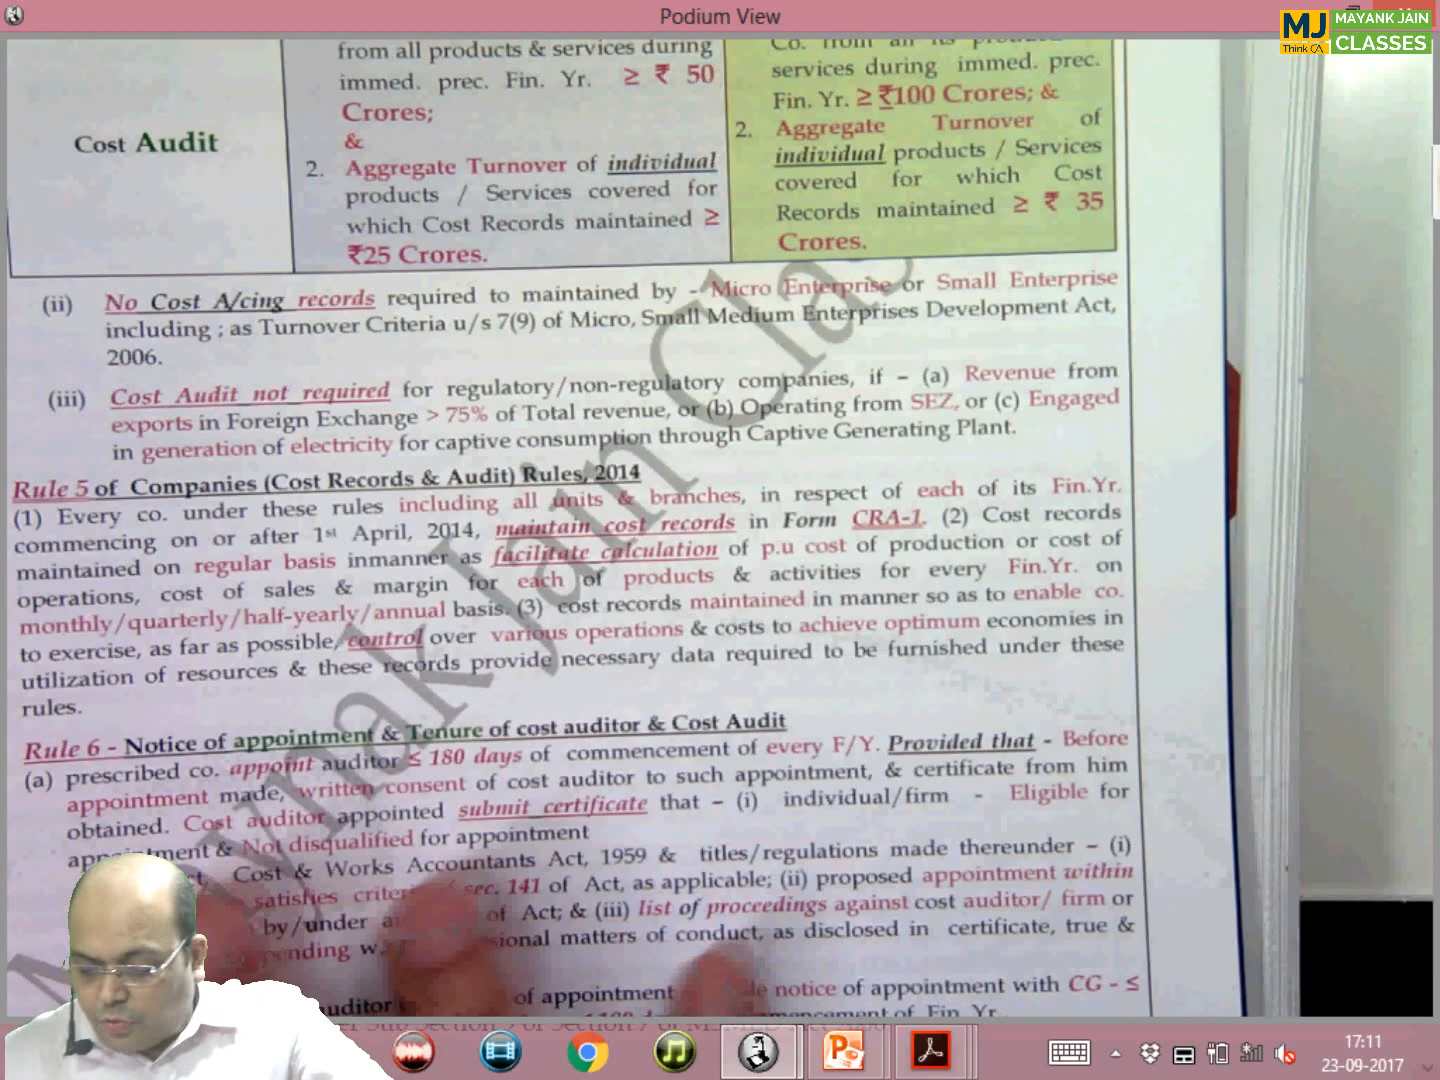 Podium View
MJ
Think CA
MAYANK JAIN
CLASSES
Cost Audit
from all products & services during
immed. prec. Fin. Yr. ≥ ₹ 50
Crores;
&
2. Aggregate Turnover of individual
products / Services covered for
which Cost Records maintained ≥
₹25 Crores.
services during immed. prec.
Fin. Yr. ≥ ₹100 Crores; &
2. Aggregate Turnover of
individual products / Services
covered for which Cost
Records maintained ≥ ₹ 35
Crores.
(ii) No Cost A/cing records required to maintained by - Micro Enterprise or Small Enterprise
including ; as Turnover Criteria u/s 7(9) of Micro, Small Medium Enterprises Development Act,
2006.
(iii) Cost Audit not required for regulatory/non-regulatory companies, if – (a) Revenue from
exports in Foreign Exchange > 75% of Total revenue, or (b) Operating from SEZ, or (c) Engaged
in generation of electricity for captive consumption through Captive Generating Plant.
Rule 5 of Companies (Cost Records & Audit) Rules, 2014
(1) Every co. under these rules including all units & branches, in respect of each of its Fin.Yr.
commencing on or after 1st April, 2014, maintain cost records in Form CRA-1. (2) Cost records
maintained on regular basis inmanner as facilitate calculation of p.u cost of production or cost of
operations, cost of sales & margin for each of products & activities for every Fin.Yr. on
monthly/quarterly/half-yearly/annual basis. (3) cost records maintained in manner so as to enable co.
to exercise, as far as possible, control over various operations & costs to achieve optimum economies in
utilization of resources & these records provide necessary data required to be furnished under these
rules.
Rule 6 - Notice of appointment & Tenure of cost auditor & Cost Audit
(a) prescribed co. appoint auditor ≤ 180 days of commencement of every F/Y. Provided that - Before
appointment made, written consent of cost auditor to such appointment, & certificate from him
obtained. Cost auditor appointed submit certificate that – (i) individual/firm - Eligible for
& Not disqualified for appointment
Cost & Works Accountants Act, 1959 & titles/regulations made thereunder – (i)
satisfies sec. 141 of Act, as applicable; (ii) proposed appointment within
by/under of Act; & (iii) list of proceedings against cost auditor/ firm or
matters of conduct, as disclosed in certificate, true &
of appointment notice of appointment with CG - ≤
of Fin. Yr.
17:11
23-09-2017